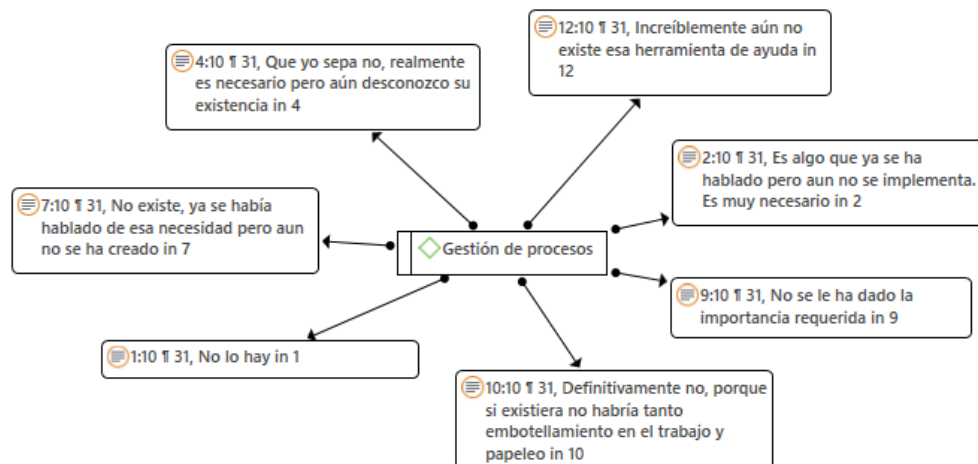 12:10 ¶ 31, Increíblemente aún no
existe esa herramienta de ayuda in
12
4:10 ¶ 31, Que yo sepa no, realmente
es necesario pero aún desconozco su
existencia in 4
2:10 ¶ 31, Es algo que ya se ha
hablado pero aun no se implementa.
Es muy necesario in 2
7:10 ¶ 31, No existe, ya se había
hablado de esa necesidad pero aun
no se ha creado in 7
Gestión de procesos
9:10 ¶ 31, No se le ha dado la
importancia requerida in 9
1:10 ¶ 31, No lo hay in 1
10:10 ¶ 31, Definitivamente no, porque
si existiera no habría tanto
embotellamiento en el trabajo y
papeleo in 10